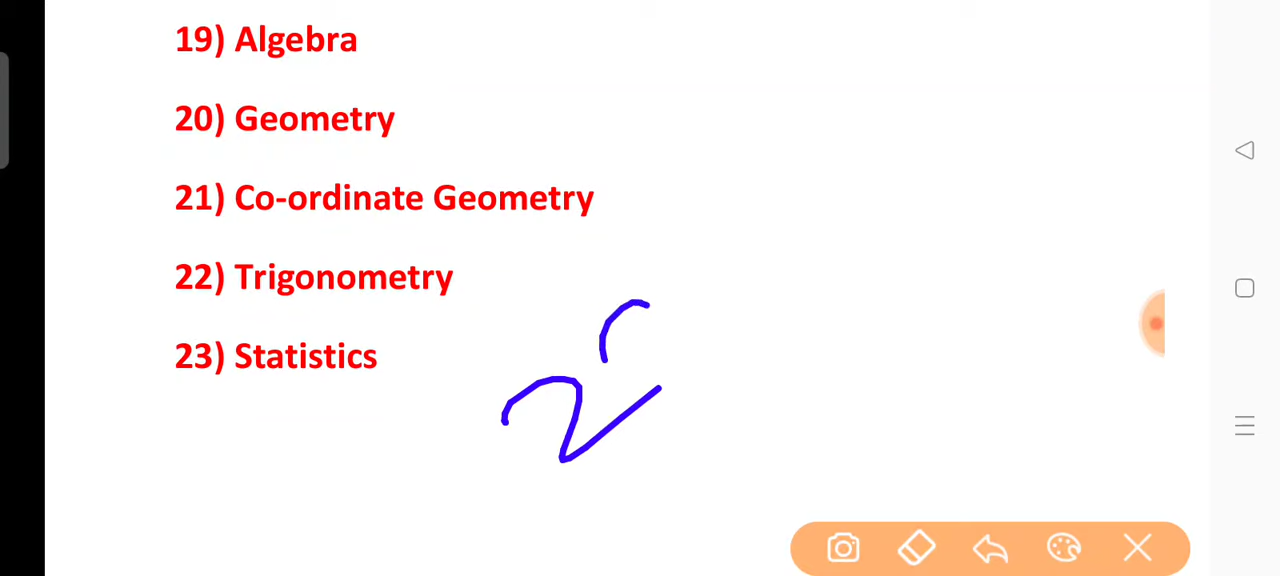 19) Algebra
20) Geometry
21) Co-ordinate Geometry
22) Trigonometry
23) Statistics